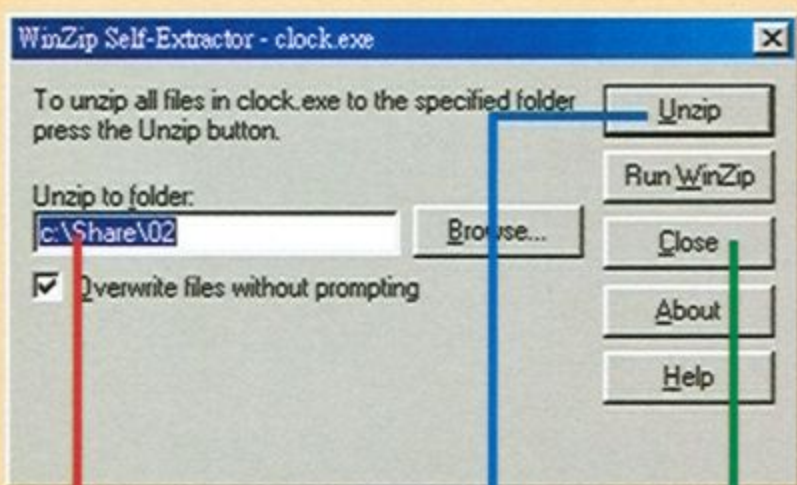 WinZip Self-Extractor - clock.exe
To unzip all files in clock.exe to the specified folder
press the Unzip button.
Unzip
Run WinZip
Unzip to folder:
c:\Share\02
Browse...
Close
Overwrite files without prompting
About
Help